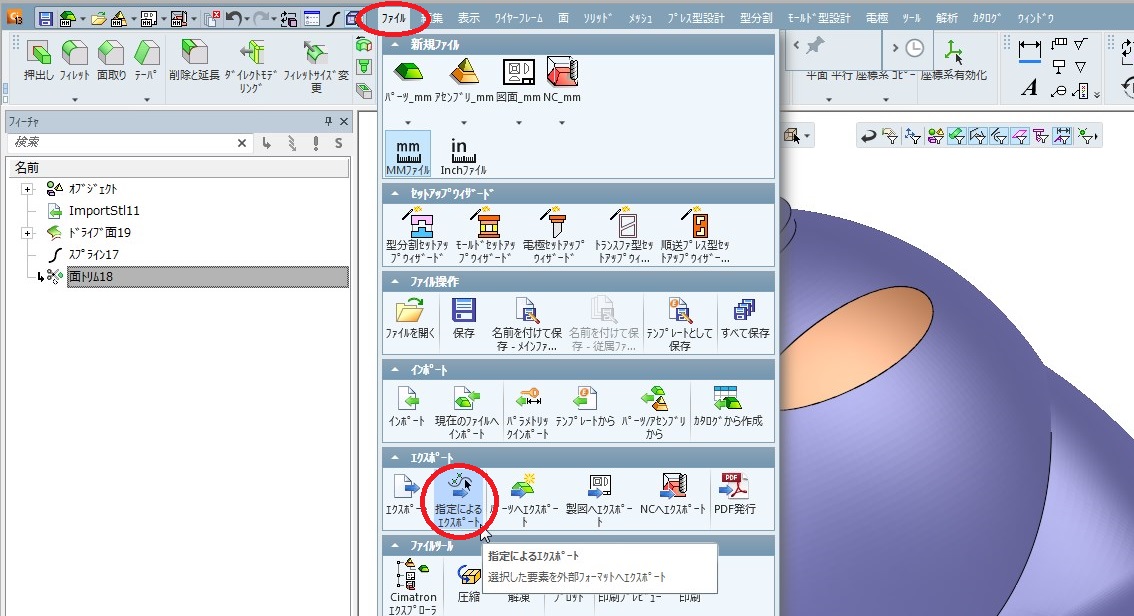 13
ファイル 表示 ワイヤーフレーム 面 ソリッド メッシュ プレス型設計 型分割 モールド型設計 電極 ツール 解析 カタログ ウィンドウ
押出し フィレット 面取り テーパ 削除と延長 ダイレクトモデリング フィレットサイズ変更
平面 平行 座標系 コピー 座標系有効化
フィーチャ
検索
名前
オブジェクト
ImportStl11
ドライブ面19
スプライン17
面トリム18
新規ファイル
パーツ_mm アセンブリ_mm 図面_mm NC_mm
mm in
MMファイル Inchファイル
セットアップウィザード
型分割セットアップウィザード モールドセットアップウィザード 電極セットアップウィザード トランスファ型セットアップウィ... 順送プレス型セットアップウィザー...
ファイル操作
ファイルを開く 保存 名前を付けて保存 - メインファ... 名前を付けて保存 - 従属ファ... テンプレートとして保存 すべて保存
インポート
インポート 現在のファイルへインポート パラメトリックインポート テンプレートから パーツ/アセンブリから カタログから作成
エクスポート
エクスポート 指定によるエクスポート パーツへエクスポート 製図へエクスポート NCへエクスポート PDF発行
ファイルツール
Cimatron エクスプローラ 圧縮 解凍 プロット 印刷プレビュー 印刷
指定によるエクスポート
選択した要素を外部フォーマットへエクスポート